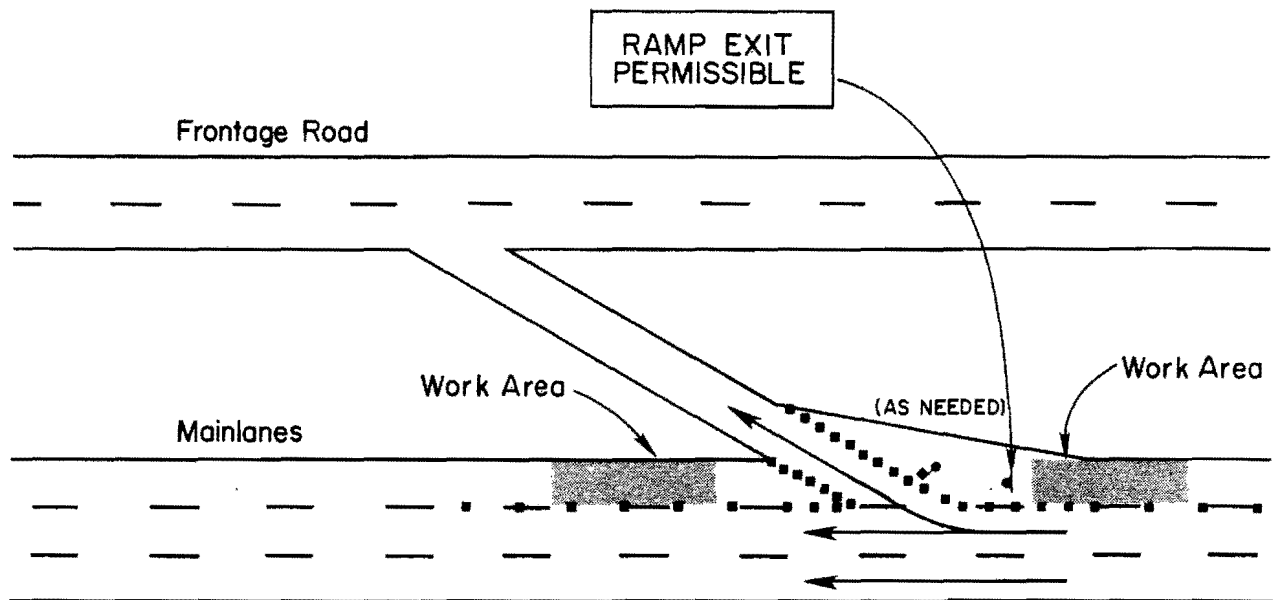 RAMP EXIT
PERMISSIBLE
Frontage Road
Work Area
(AS NEEDED)
Work Area
Mainlanes